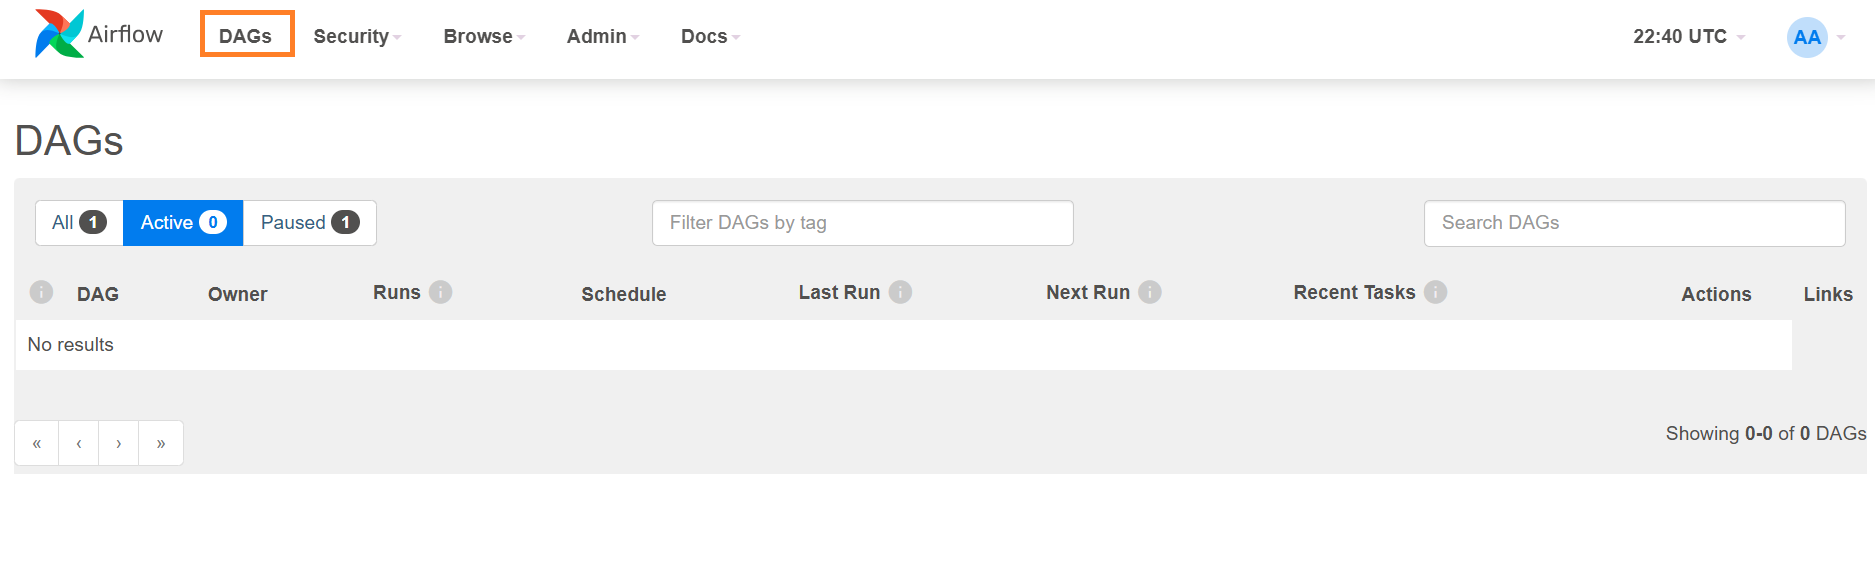 Airflow DAGs Security Browse Admin Docs 22:40 UTC AA
DAGs
All 1 Active 0 Paused 1 Filter DAGs by tag Search DAGs
i DAG Owner Runs i Schedule Last Run i Next Run i Recent Tasks i Actions Links
No results
« ‹ › » Showing 0-0 of 0 DAGs